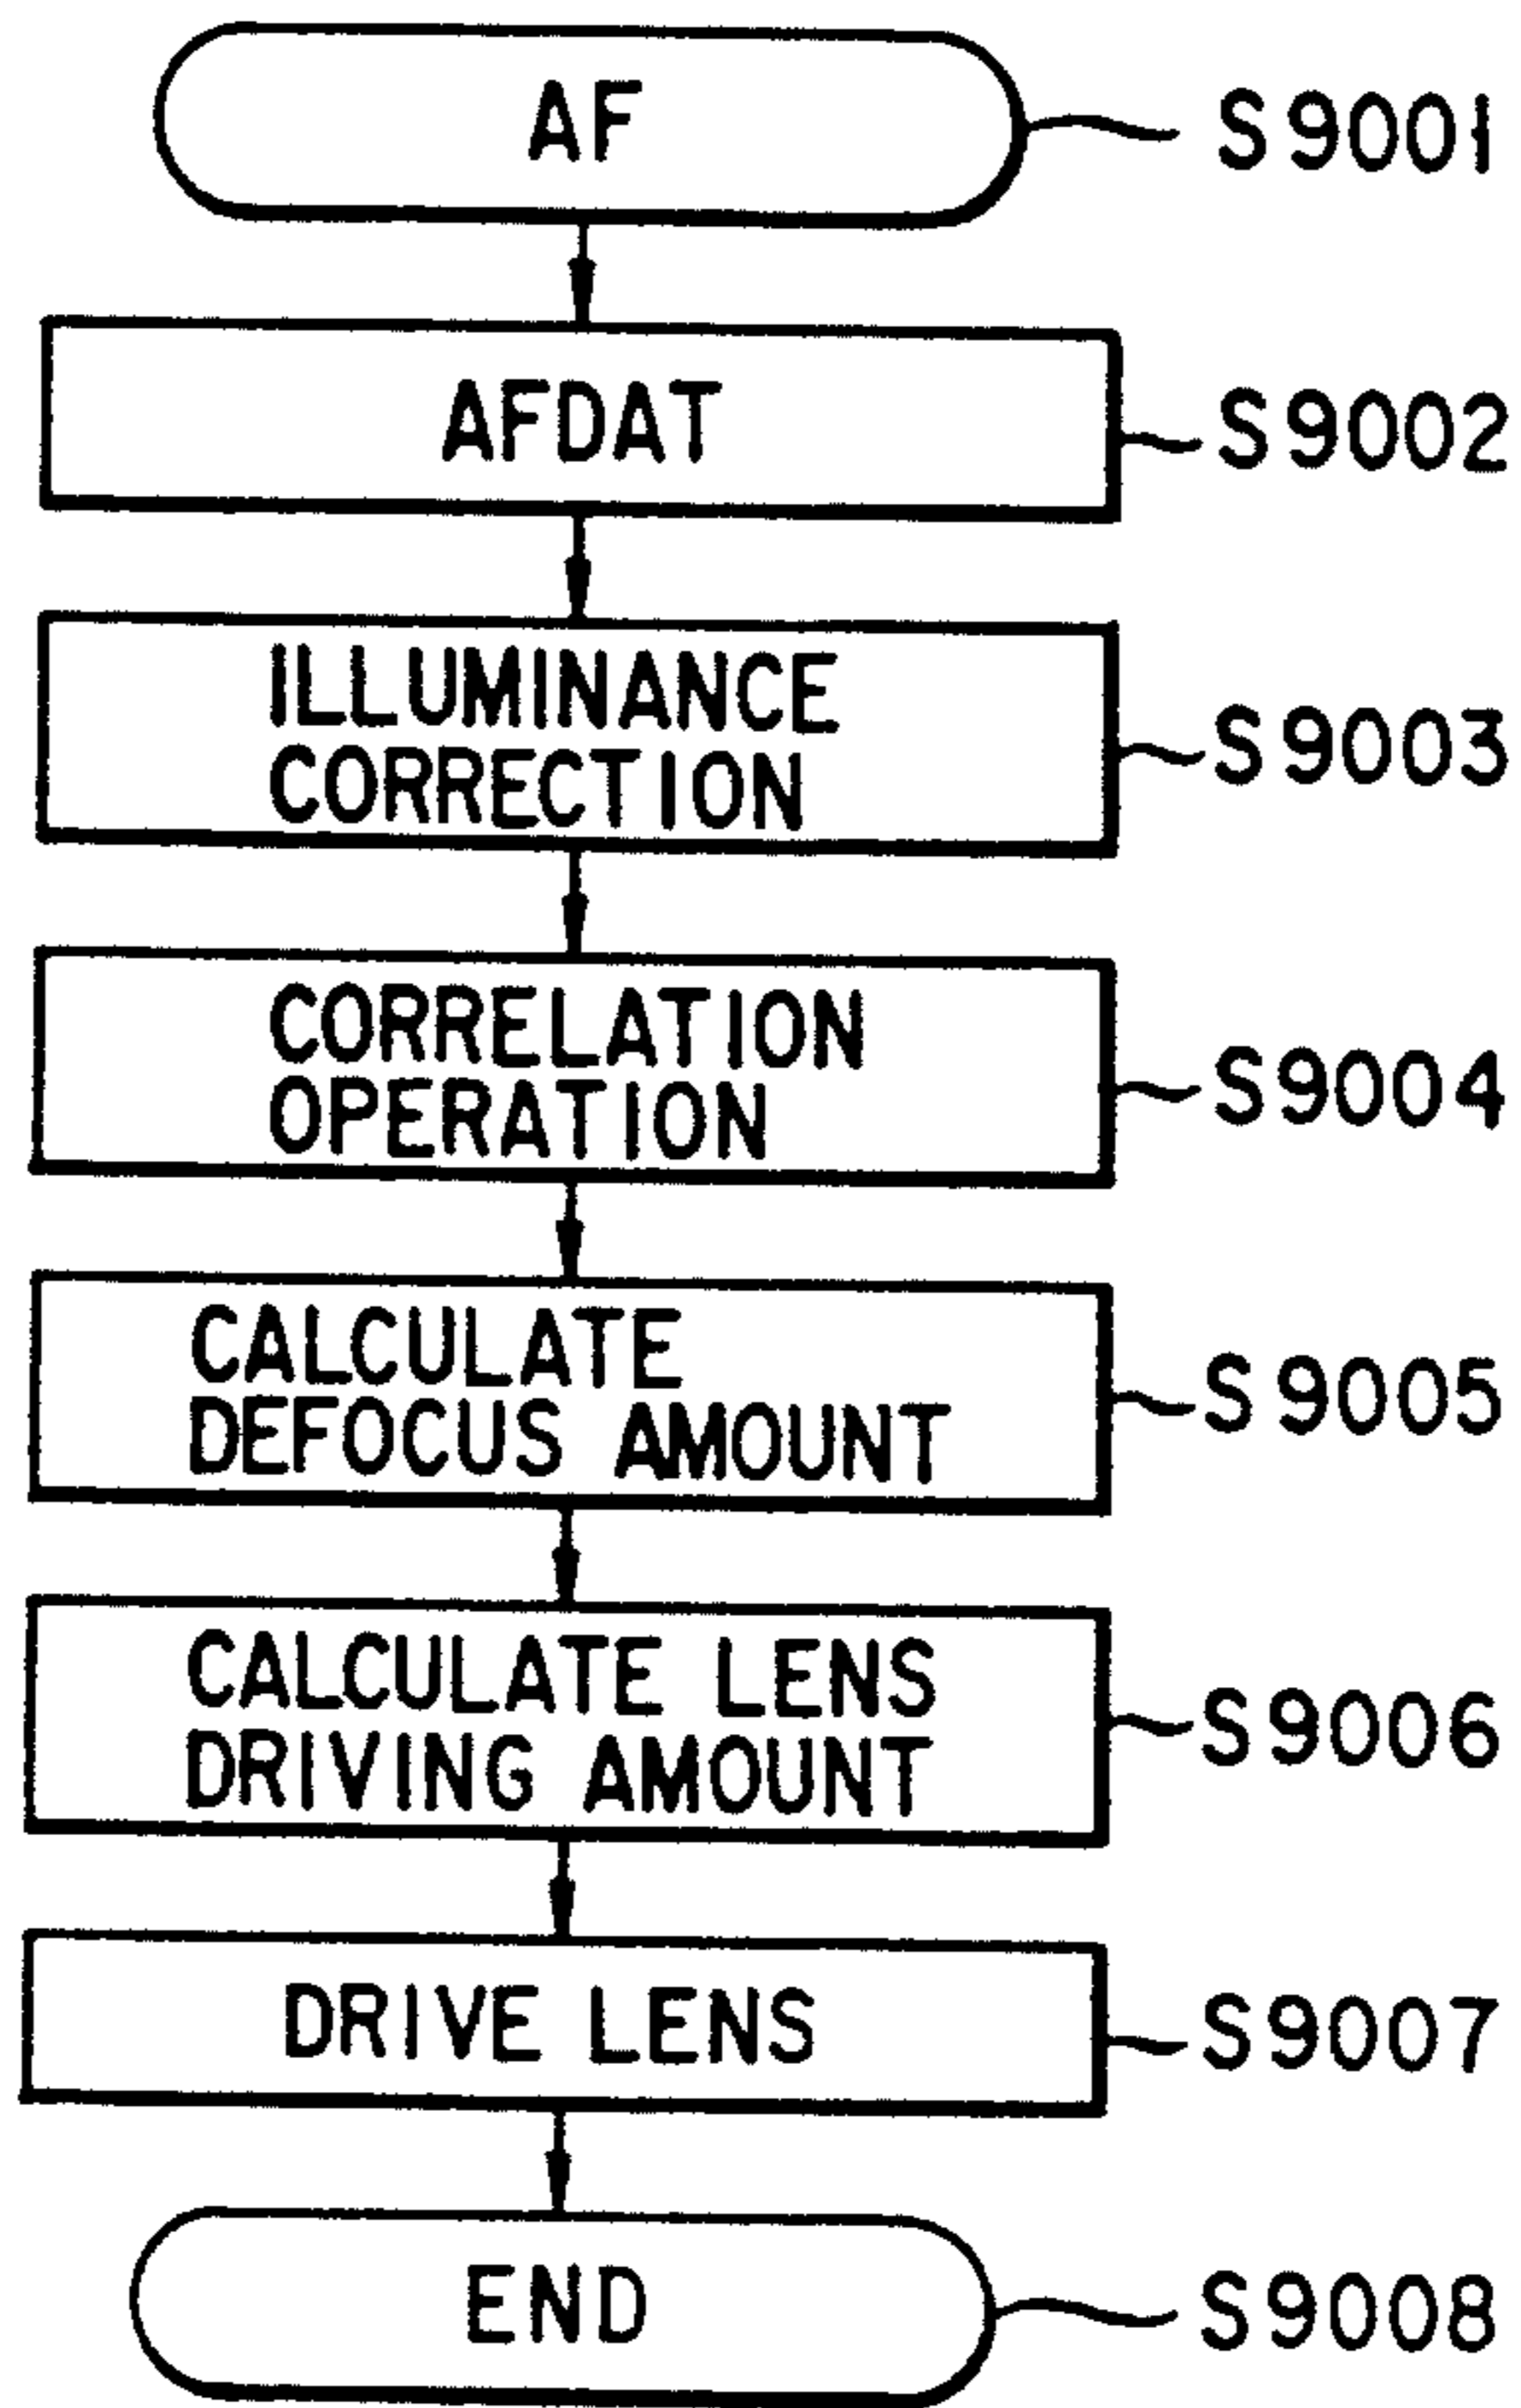 AF
S9001
AFDAT
S9002
ILLUMINANCE
CORRECTION
S9003
CORRELATION
OPERATION
S9004
CALCULATE
DEFOCUS AMOUNT
S9005
CALCULATE LENS
DRIVING AMOUNT
S9006
DRIVE LENS
S9007
END
S9008